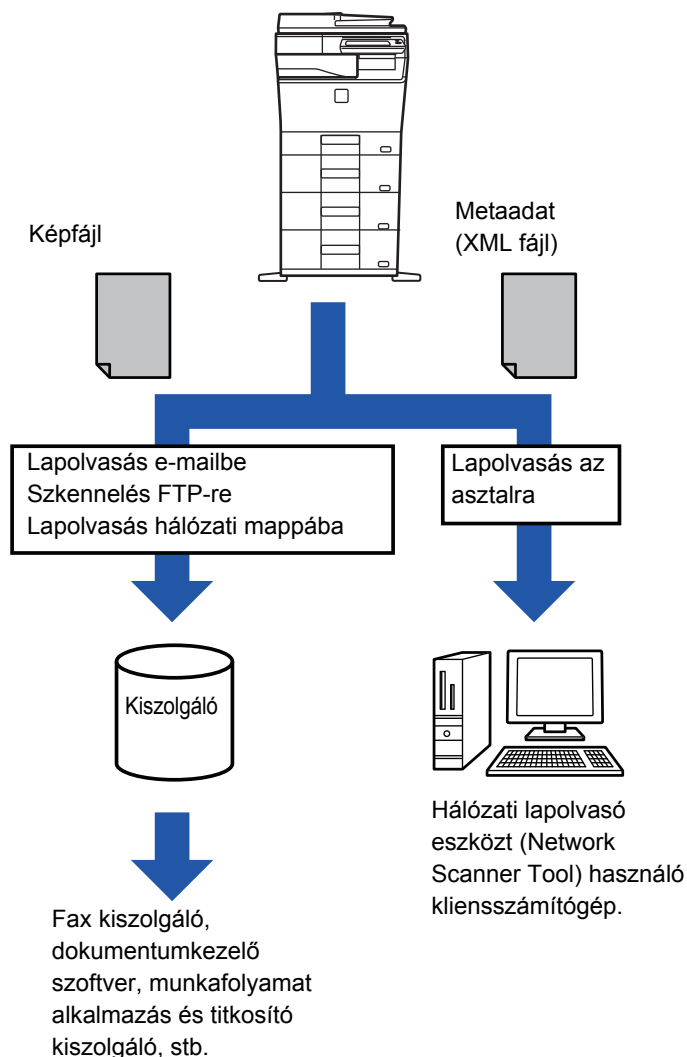 Képfájl
Metaadat
(XML fájl)
Lapolvasás e-mailbe
Szkennelés FTP-re
Lapolvasás hálózati mappába
Lapolvasás az
asztalra
Kiszolgáló
Hálózati lapolvasó
eszközt (Network
Scanner Tool) használó
kliensszámítógép.
Fax kiszolgáló,
dokumentumkezelő
szoftver, munkafolyamat
alkalmazás és titkosító
kiszolgáló, stb.